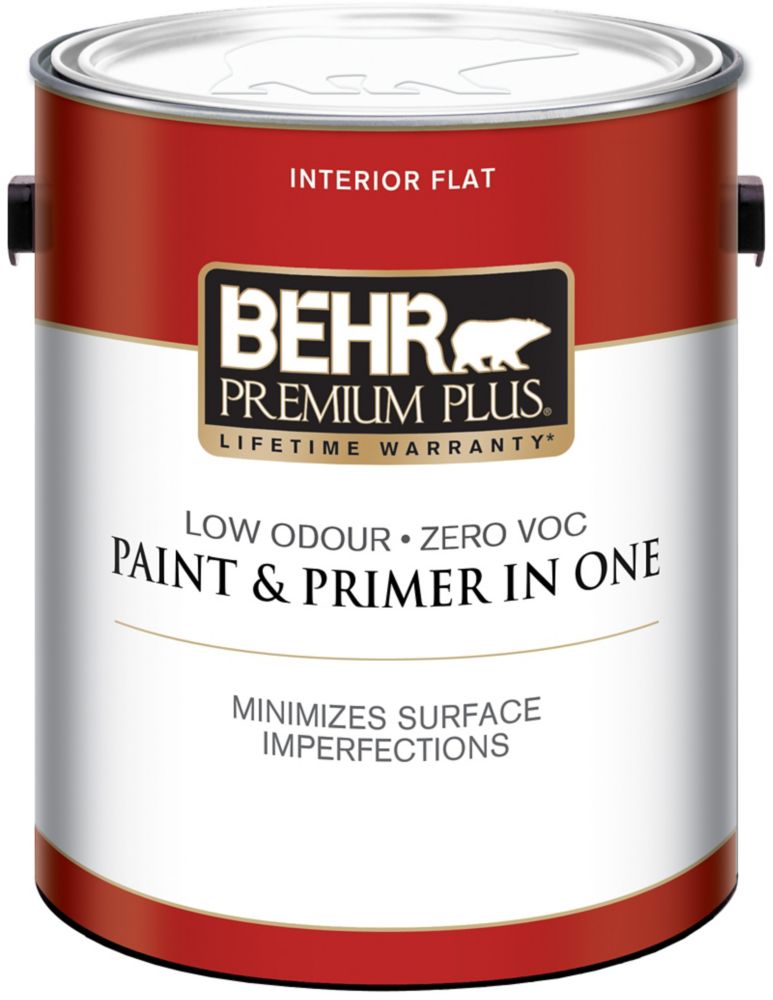 INTERIOR FLAT
BEHR
PREMIUM PLUS®
LIFETIME WARRANTY*
LOW ODOUR • ZERO VOC
PAINT & PRIMER IN ONE
MINIMIZES SURFACE
IMPERFECTIONS